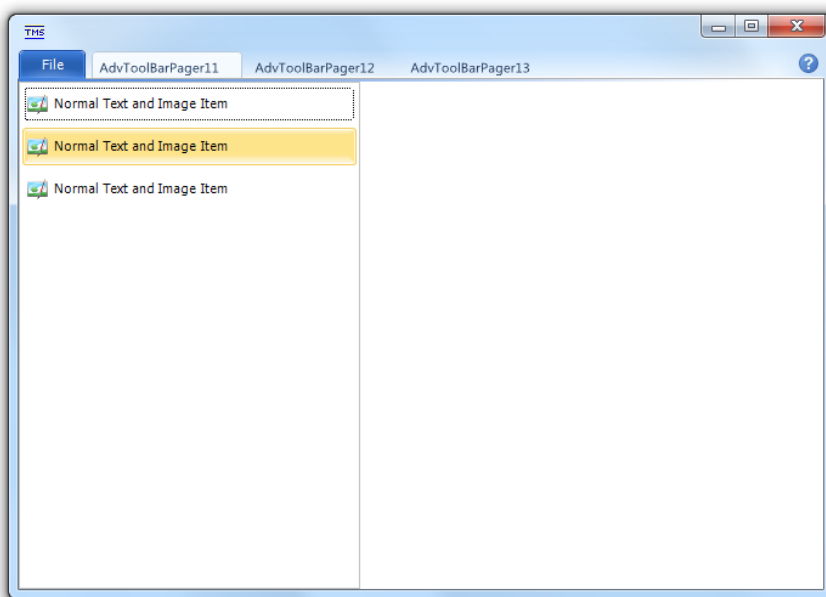 TMS
File AdvToolBarPager11 AdvToolBarPager12 AdvToolBarPager13 ?
Normal Text and Image Item
Normal Text and Image Item
Normal Text and Image Item